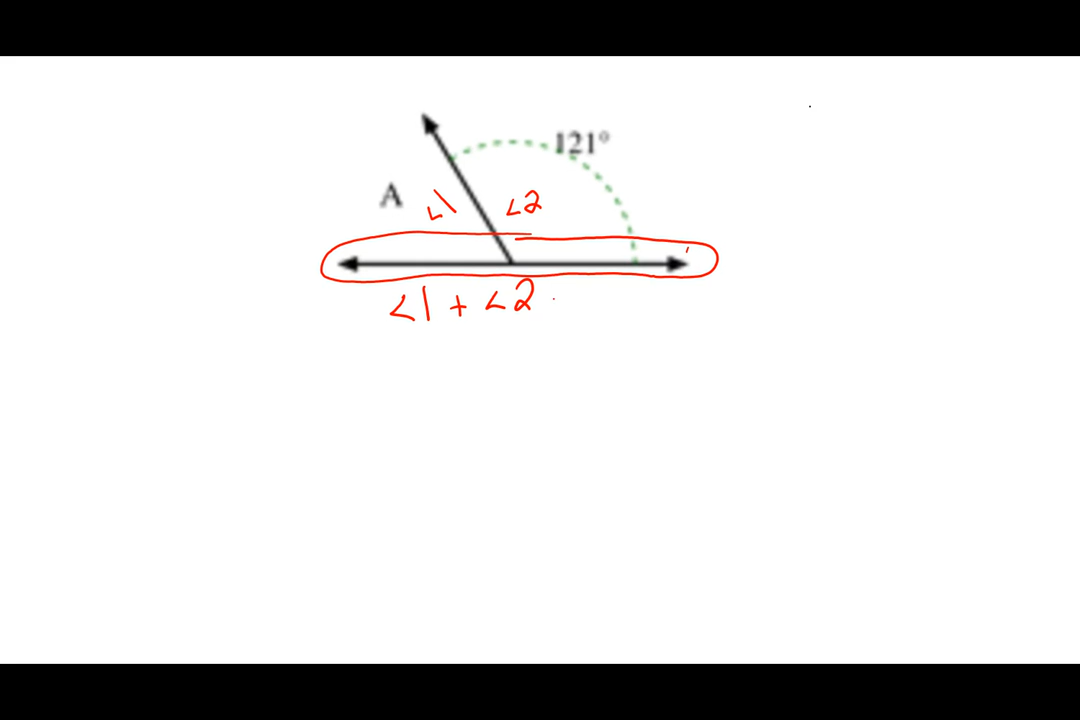 121°
A ∠1 ∠2
∠1 + ∠2